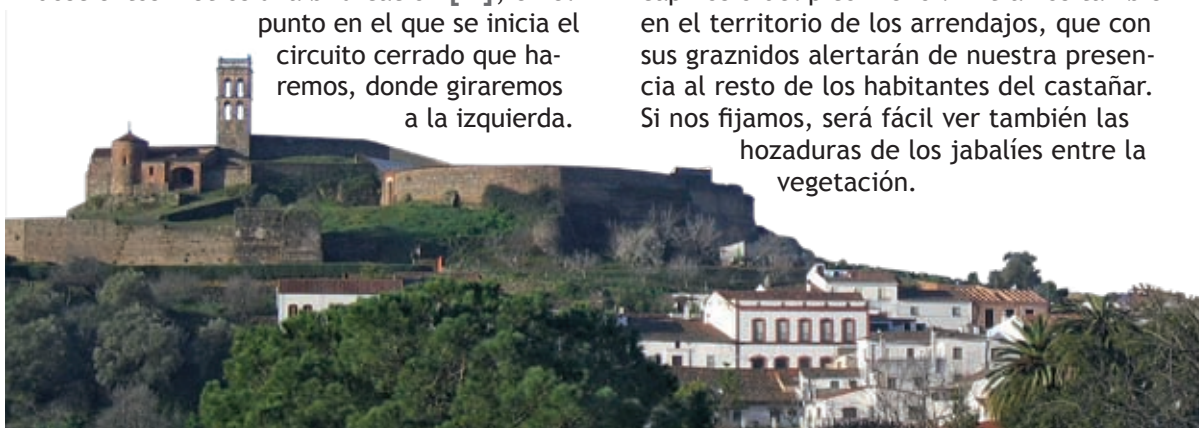 punto en el que se inicia el
circuito cerrado que ha-
remos, donde giraremos
a la izquierda.
en el territorio de los arrendajos, que con
sus graznidos alertarán de nuestra presen-
cia al resto de los habitantes del castañar.
Si nos fijamos, será fácil ver también las
hozaduras de los jabalíes entre la
vegetación.